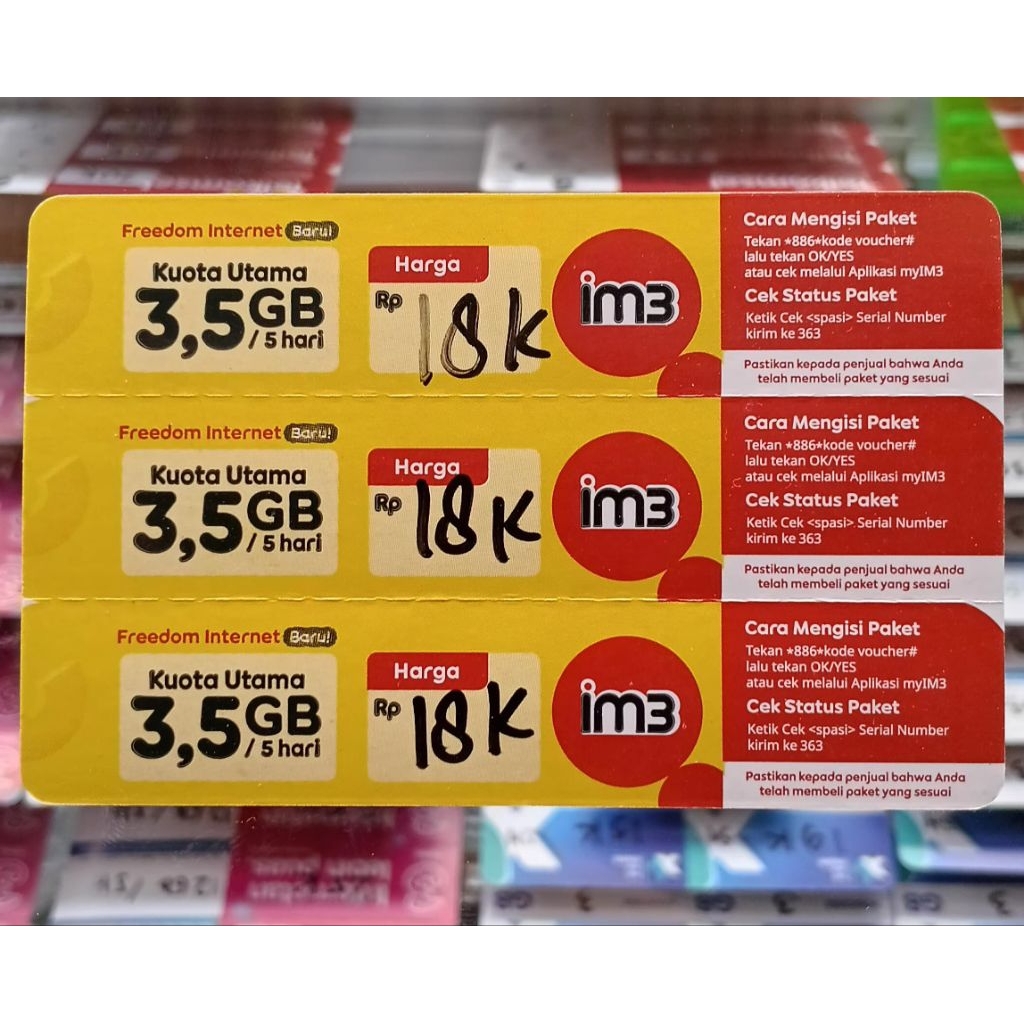 Freedom Internet Baru!
Kuota Utama
3,5GB
/ 5 hari
Harga
Rp 18K
im3
Cara Mengisi Paket
Tekan *886*kode voucher#
lalu tekan OK/YES
atau cek melalui Aplikasi myIM3
Cek Status Paket
Ketik Cek <spasi> Serial Number
kirim ke 363
Pastikan kepada penjual bahwa Anda
telah membeli paket yang sesuai
Freedom Internet Baru!
Kuota Utama
3,5GB
/ 5 hari
Harga
Rp 18K
im3
Cara Mengisi Paket
Tekan *886*kode voucher#
lalu tekan OK/YES
atau cek melalui Aplikasi myIM3
Cek Status Paket
Ketik Cek <spasi> Serial Number
kirim ke 363
Pastikan kepada penjual bahwa Anda
telah membeli paket yang sesuai
Freedom Internet Baru!
Kuota Utama
3,5GB
/ 5 hari
Harga
Rp 18K
im3
Cara Mengisi Paket
Tekan *886*kode voucher#
lalu tekan OK/YES
atau cek melalui Aplikasi myIM3
Cek Status Paket
Ketik Cek <spasi> Serial Number
kirim ke 363
Pastikan kepada penjual bahwa Anda
telah membeli paket yang sesuai